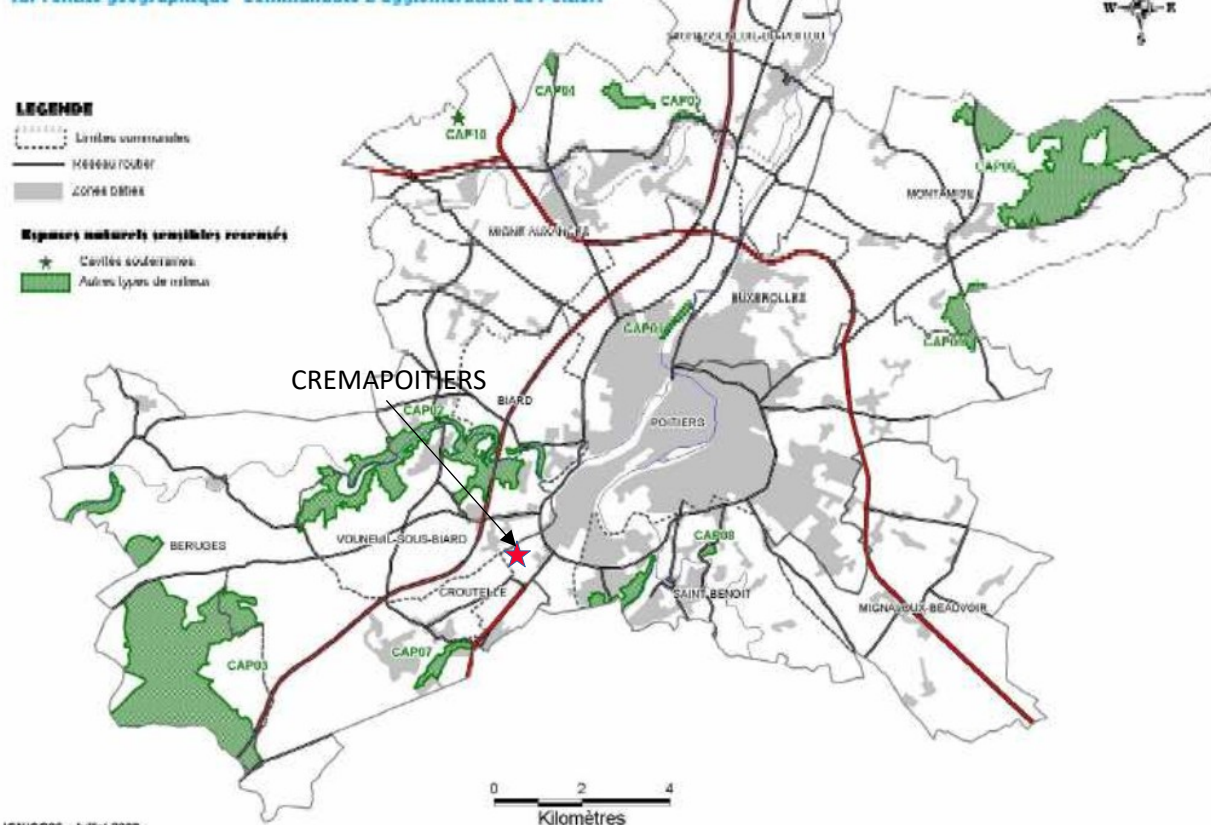 W E
S
CAP04
CAP10
LEGENDE
Limites communales
Réseau routier
Zones bâties
Espaces naturels sensibles recensés
Cavités souterraines
Autres types de milieux
CAP06
MONTAMISE
MIGNE-AUXANCES
BUXEROLLES
CAP01
CREMAPOITIERS
BIARD
CAP02
POITIERS
VOUNEUIL-SOUS-BIARD
CAP08
BERUGES
CROUTELLE
SAINT-BENOIT
MIGNALOUX-BEAUVOIR
CAP07
CAP03
0 2 4
Kilomètres